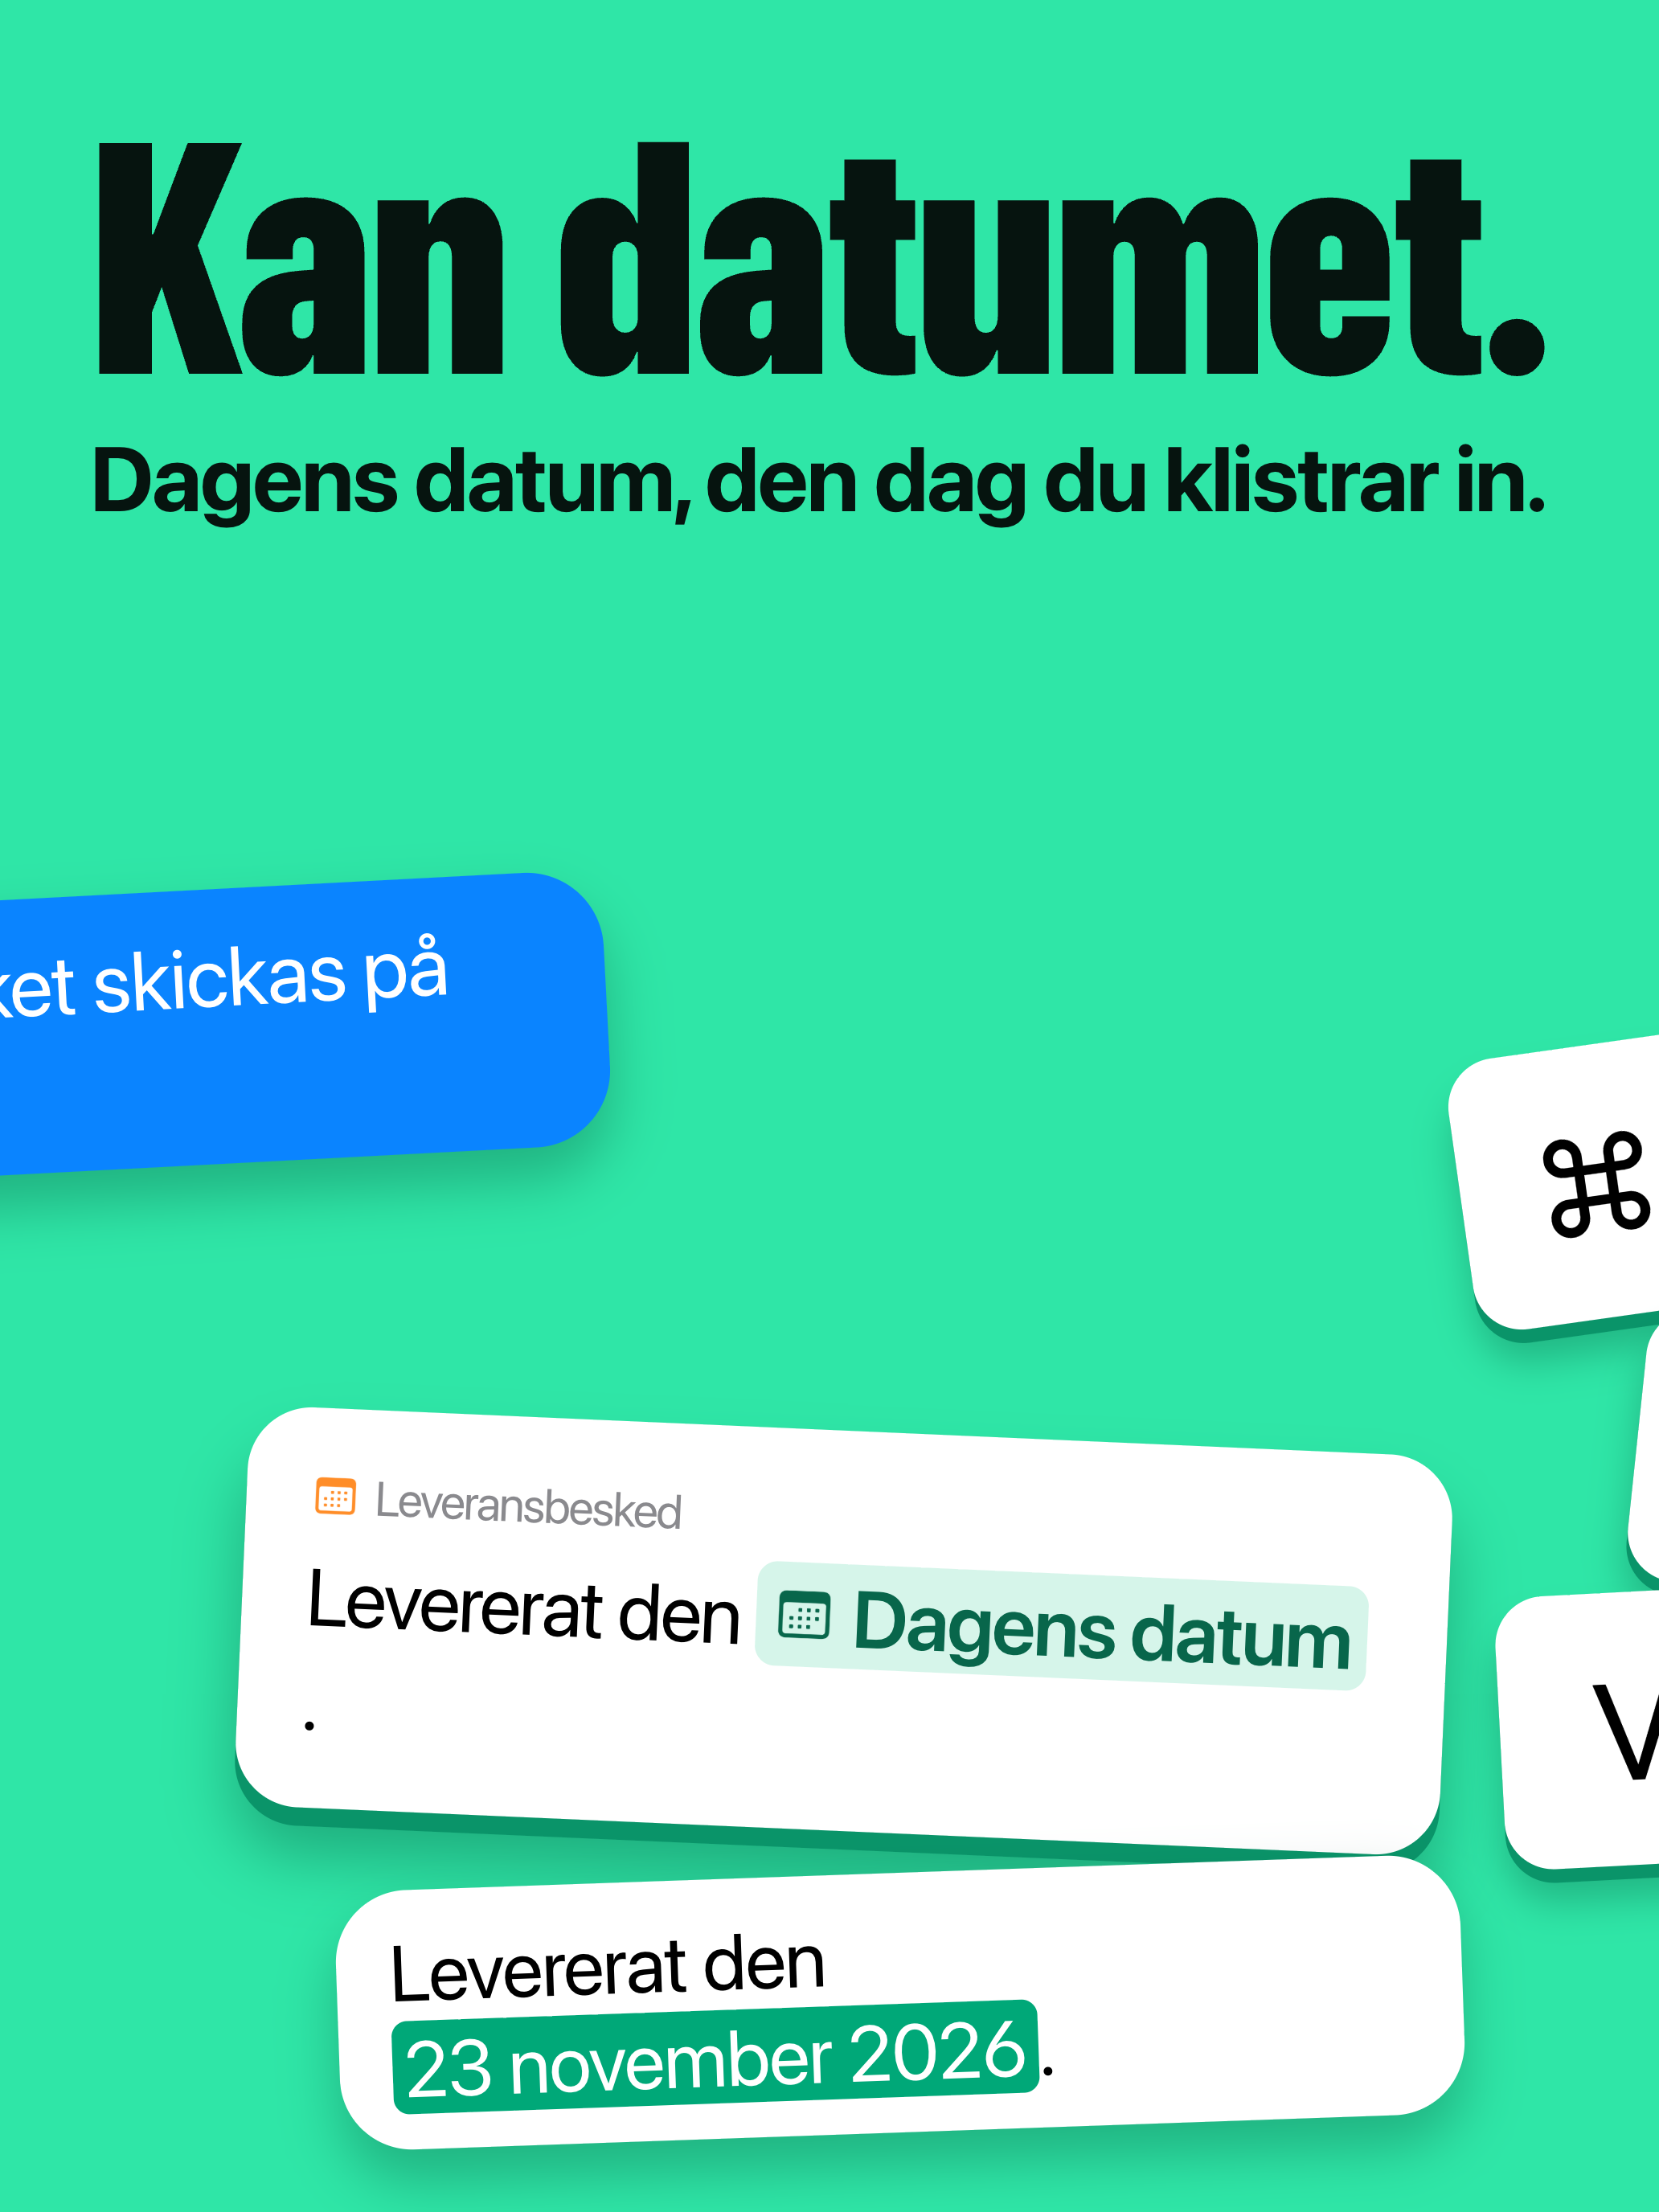 Kan datumet.
Dagens datum, den dag du klistrar in.
ket skickas på
⌘
Leveransbesked
Levererat den Dagens datum
.
V
Levererat den
23 november 2026.